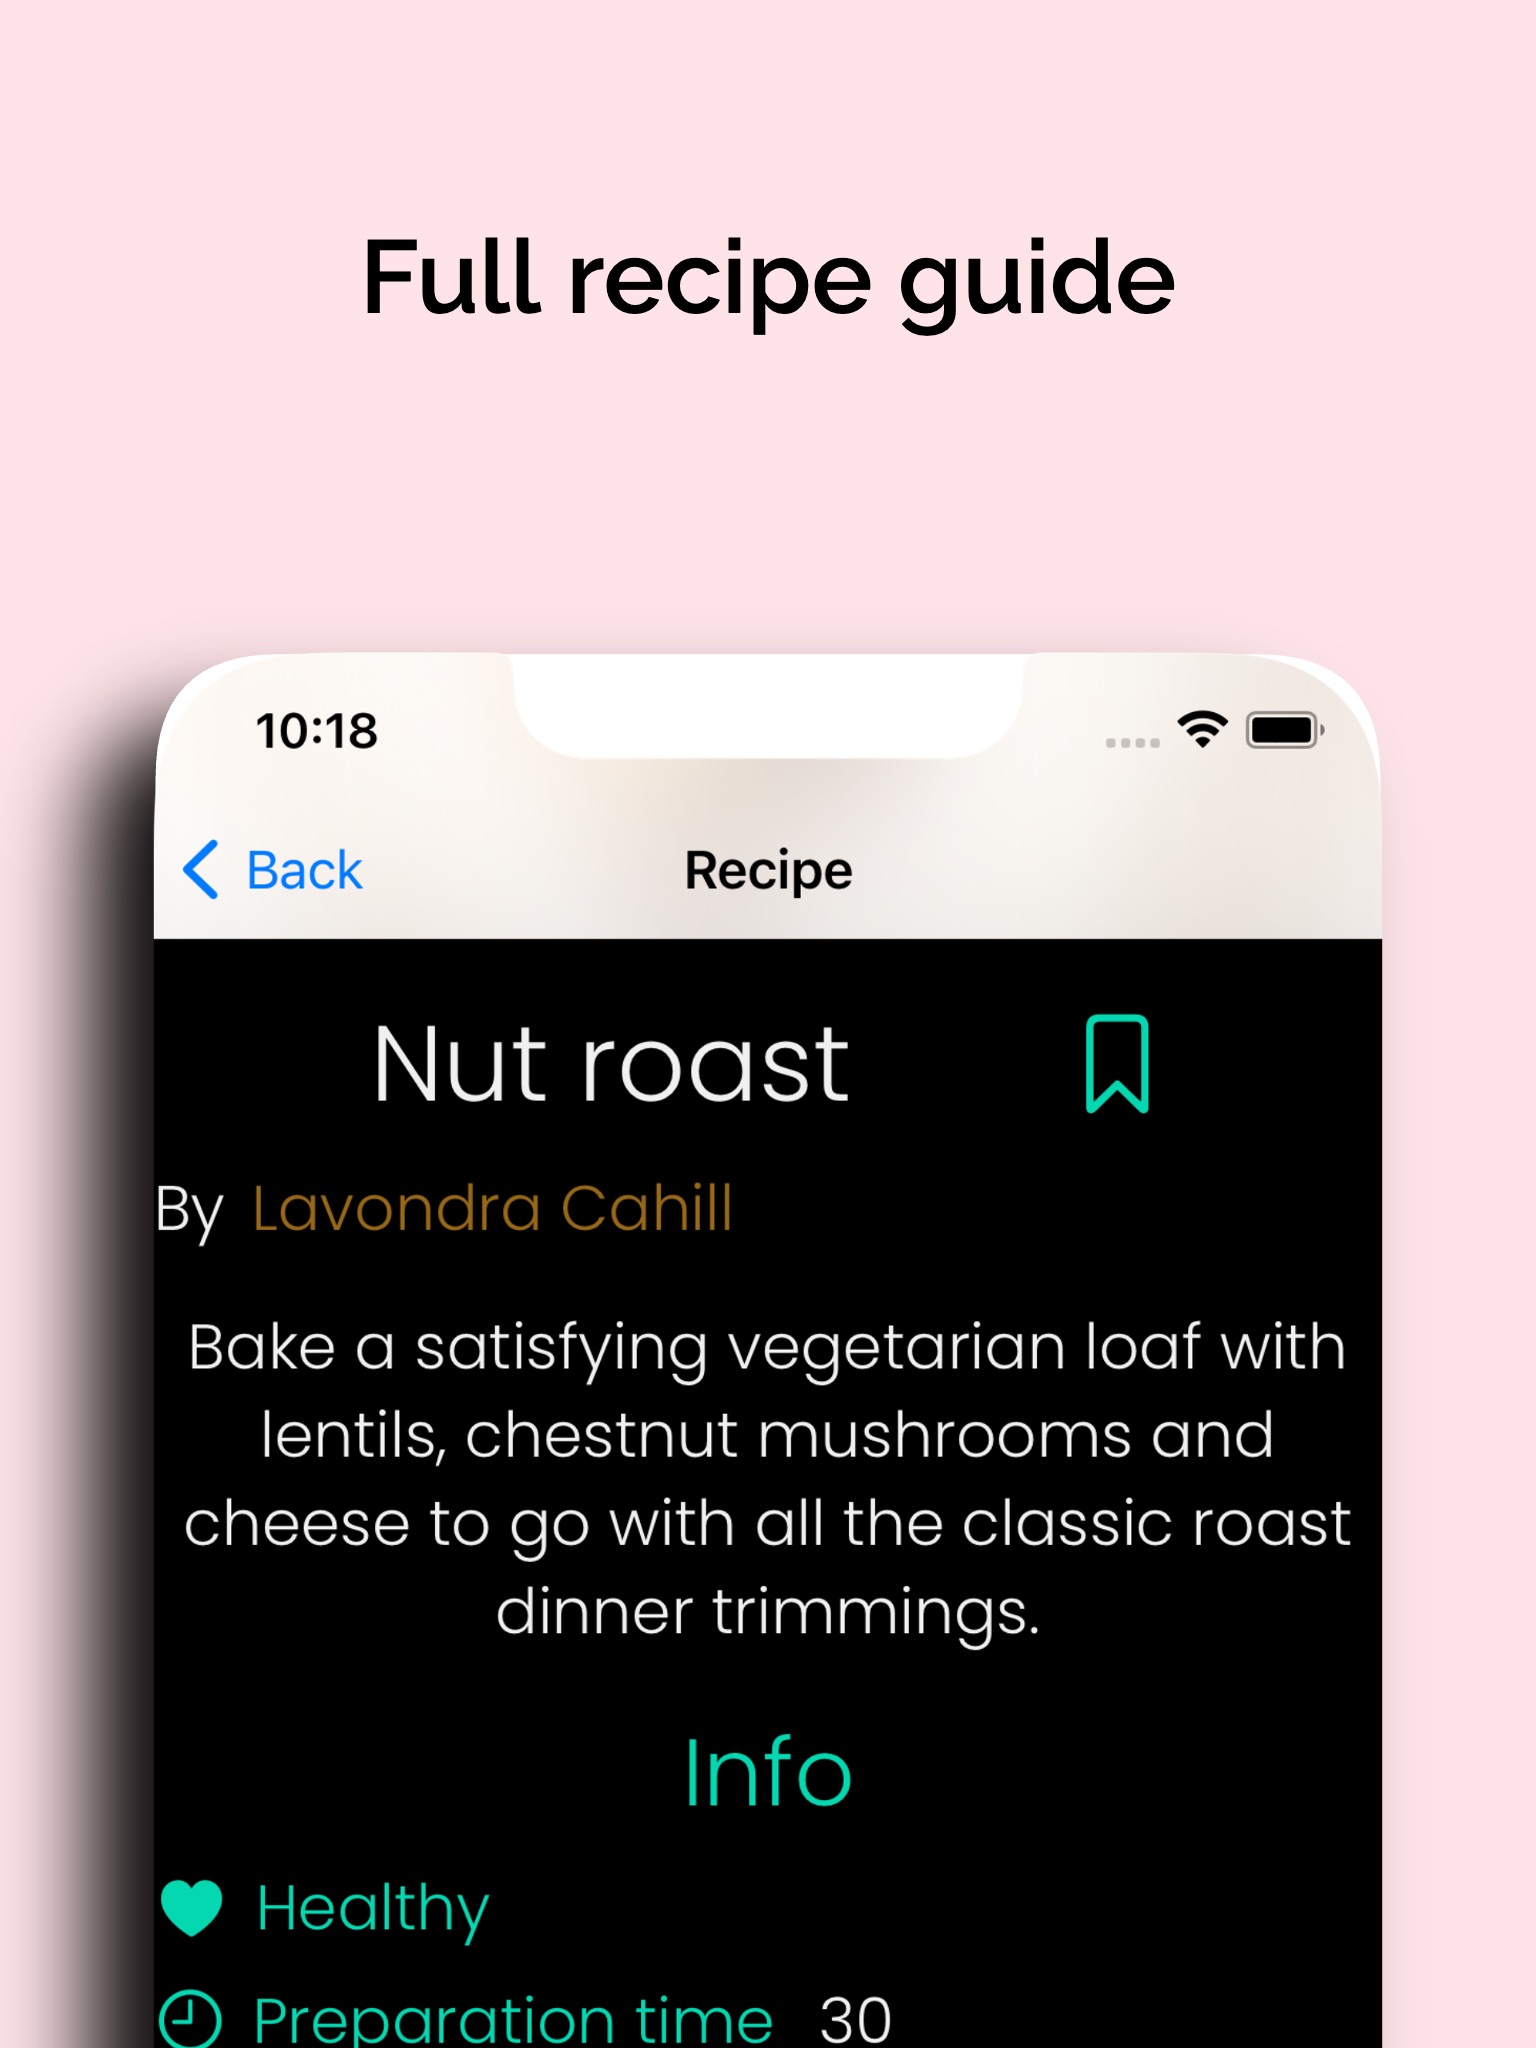 Full recipe guide
10:18
Back
Recipe
Nut roast
By Lavondra Cahill
Bake a satisfying vegetarian loaf with
lentils, chestnut mushrooms and
cheese to go with all the classic roast
dinner trimmings.
Info
Healthy
Preparation time 30